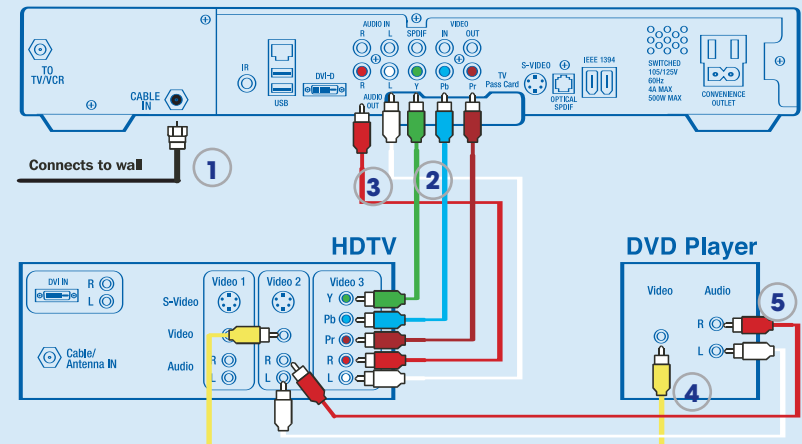 TO
TV/VCR
CABLE
IN
IR
USB
DVI-D
AUDIO IN
R L
SPDIF
VIDEO
IN OUT
R L Y Pb Pr
AUDIO
OUT
TV
Pass Card
S-VIDEO
OPTICAL
SPDIF
IEEE 1394
SWITCHED
105/125V
60Hz
4A MAX
500W MAX
CONVENIENCE
OUTLET
Connects to wall
1
2
3
HDTV
DVI IN
R
L
Cable/
Antenna IN
S-Video
Video
Audio
Video 1
R
L
Video 2
R
L
Video 3
Y
Pb
Pr
R
L
DVD Player
Video
Audio
R
L
4
5